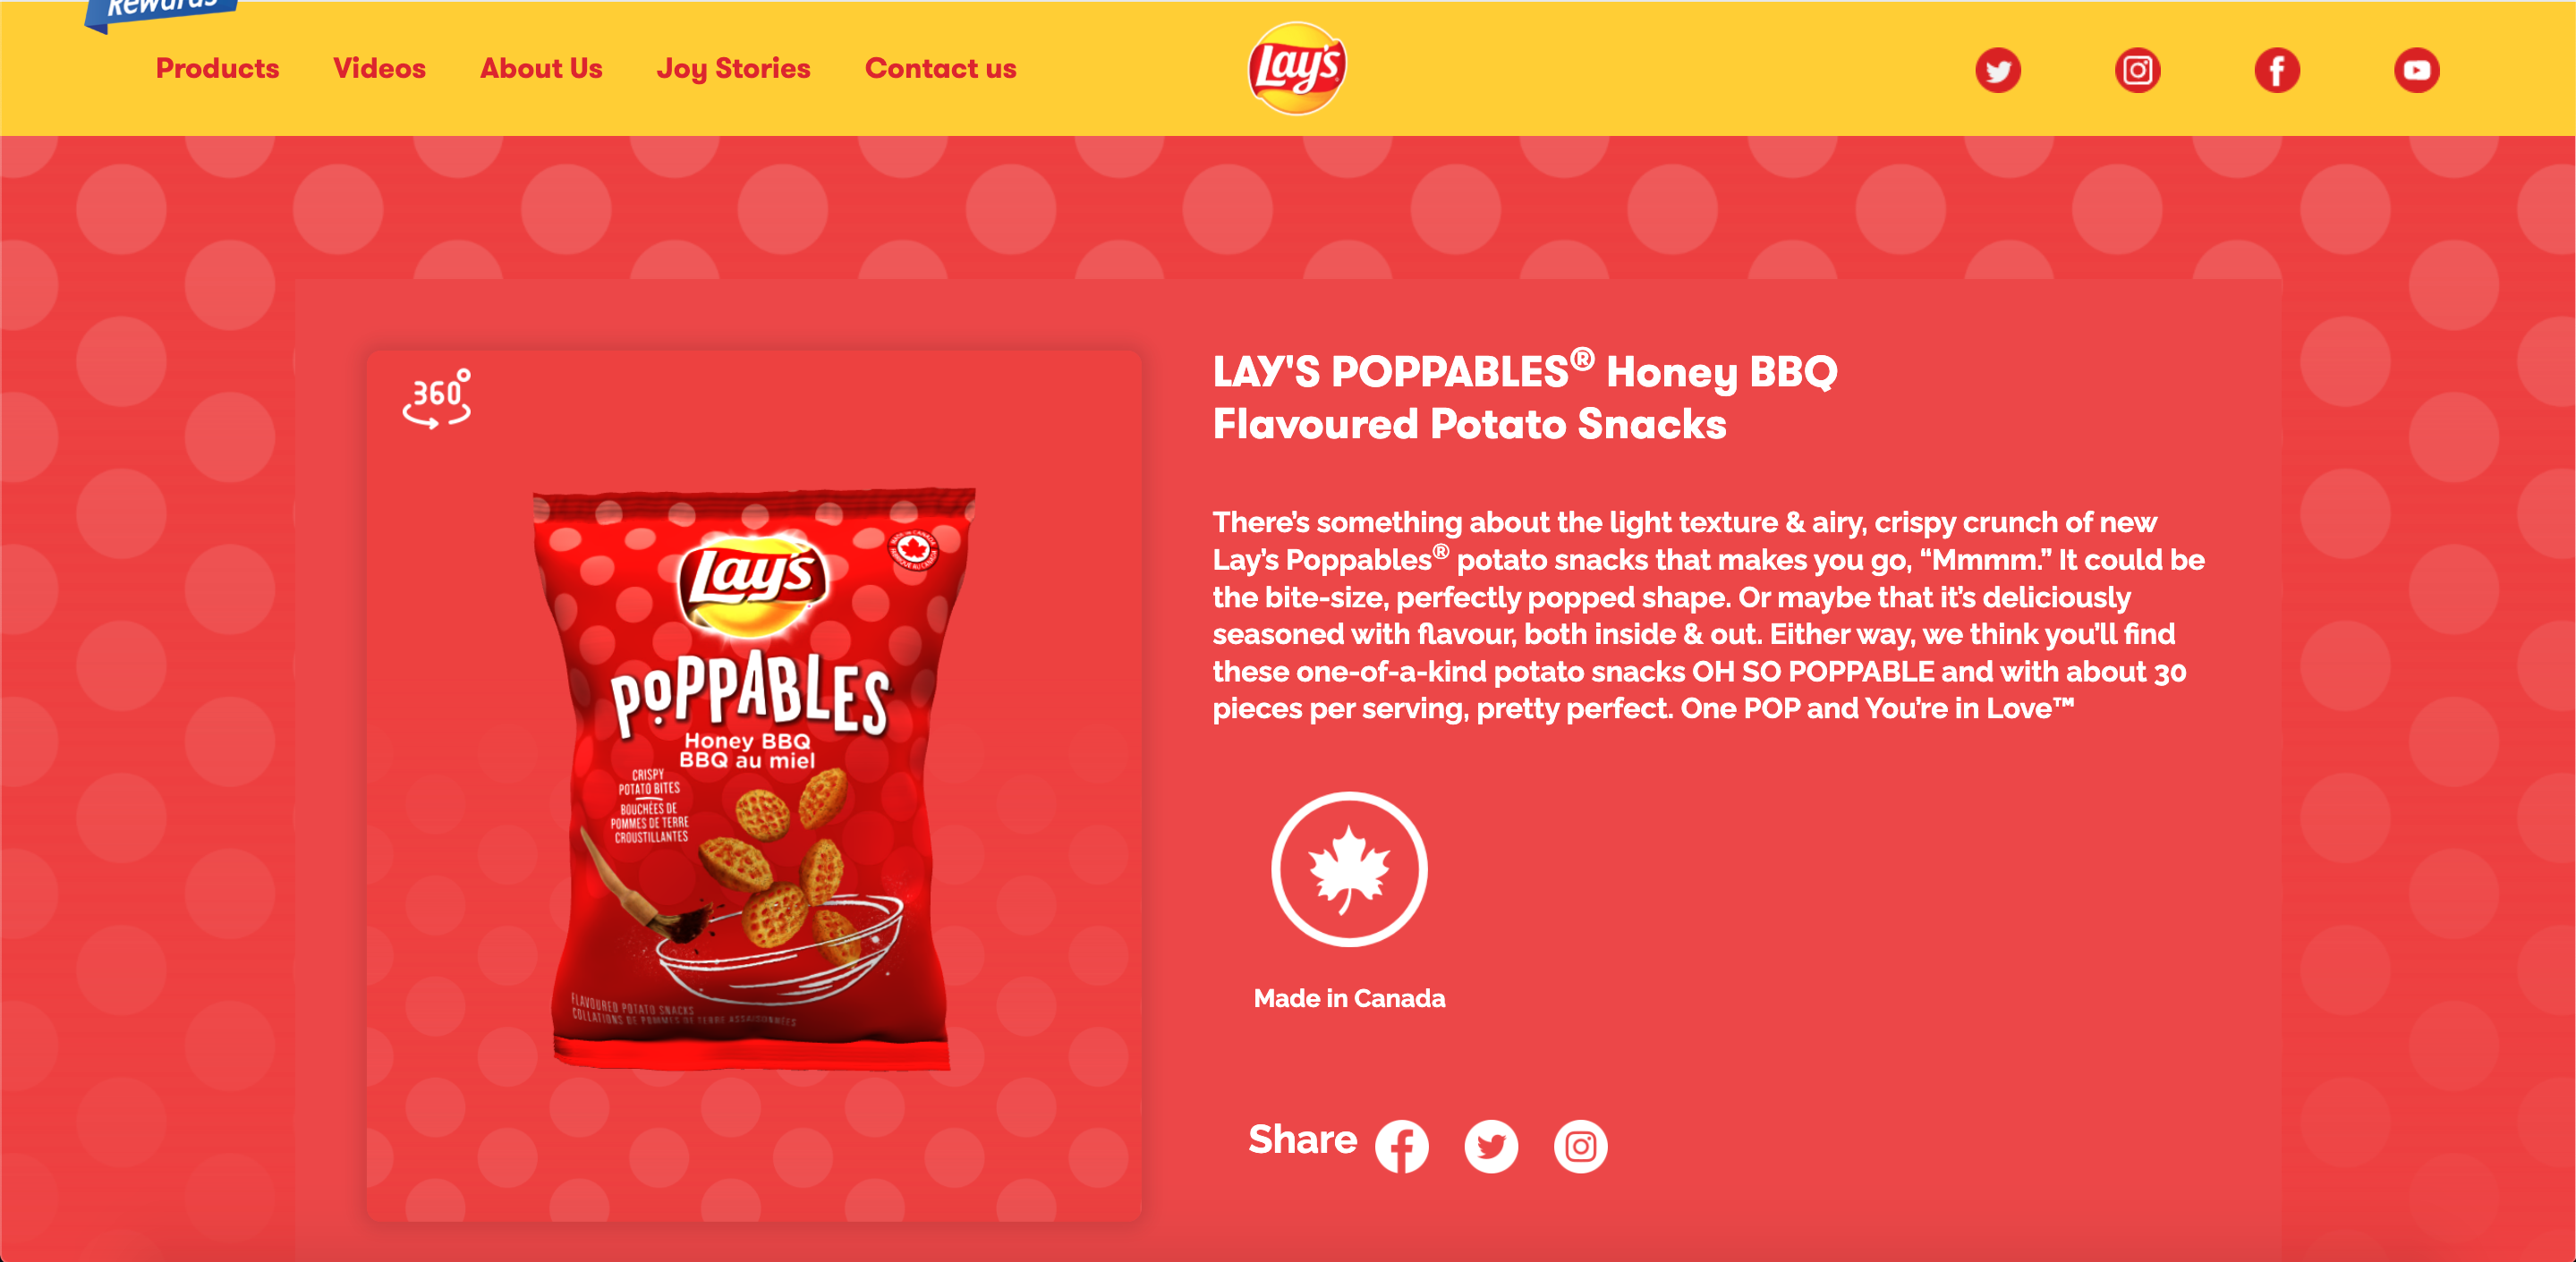 Rewards
Products
Videos
About Us
Joy Stories
Contact us
Lay's
360°
Lay's
MADE IN CANADA
FABRIQUÉ AU CANADA
POPPABLES
Honey BBQ
BBQ au miel
CRISPY
POTATO BITES
BOUCHÉES DE
POMMES DE TERRE
CROUSTILLANTES
FLAVOURED POTATO SNACKS
COLLATIONS DE POMMES DE TERRE ASSAISONNÉES
LAY'S POPPABLES® Honey BBQ
Flavoured Potato Snacks
There’s something about the light texture & airy, crispy crunch of new
Lay’s Poppables® potato snacks that makes you go, “Mmmm.” It could be
the bite-size, perfectly popped shape. Or maybe that it’s deliciously
seasoned with flavour, both inside & out. Either way, we think you’ll find
these one-of-a-kind potato snacks OH SO POPPABLE and with about 30
pieces per serving, pretty perfect. One POP and You’re in Love™
Made in Canada
Share